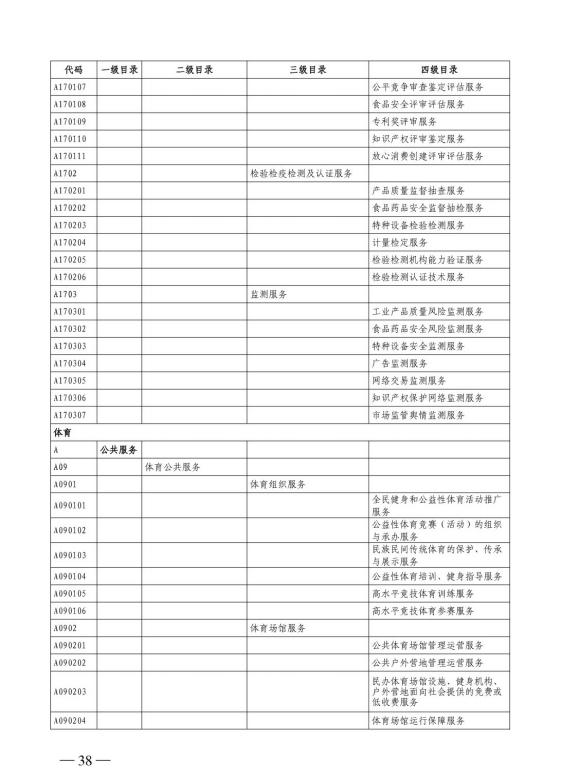 代码 一级目录 二级目录 三级目录 四级目录
A170107 公平竞争审查鉴定评估服务
A170108 食品安全评审评估服务
A170109 专利奖评审服务
A170110 知识产权评审鉴定服务
A170111 放心消费创建评审评估服务
A1702 检验检疫检测及认证服务
A170201 产品质量监督抽查服务
A170202 食品药品安全监督抽检服务
A170203 特种设备检验检测服务
A170204 计量检定服务
A170205 检验检测机构能力验证服务
A170206 检验检测认证技术服务
A1703 监测服务
A170301 工业产品质量风险监测服务
A170302 食品药品安全风险监测服务
A170303 特种设备安全监测服务
A170304 广告监测服务
A170305 网络交易监测服务
A170306 知识产权保护网络监测服务
A170307 市场监管舆情监测服务
体育
A 公共服务
A09 体育公共服务
A0901 体育组织服务
A090101 全民健身和公益性体育活动推广
服务
A090102 公益性体育竞赛（活动）的组织
与承办服务
A090103 民族民间传统体育的保护、传承
与展示服务
A090104 公益性体育培训、健身指导服务
A090105 高水平竞技体育训练服务
A090106 高水平竞技体育参赛服务
A0902 体育场馆服务
A090201 公共体育场馆管理运营服务
A090202 公共户外营地管理运营服务
A090203 民办体育场馆设施、健身机构、
户外营地面向社会提供的免费或
低收费服务
A090204 体育场馆运行保障服务
— 38 —